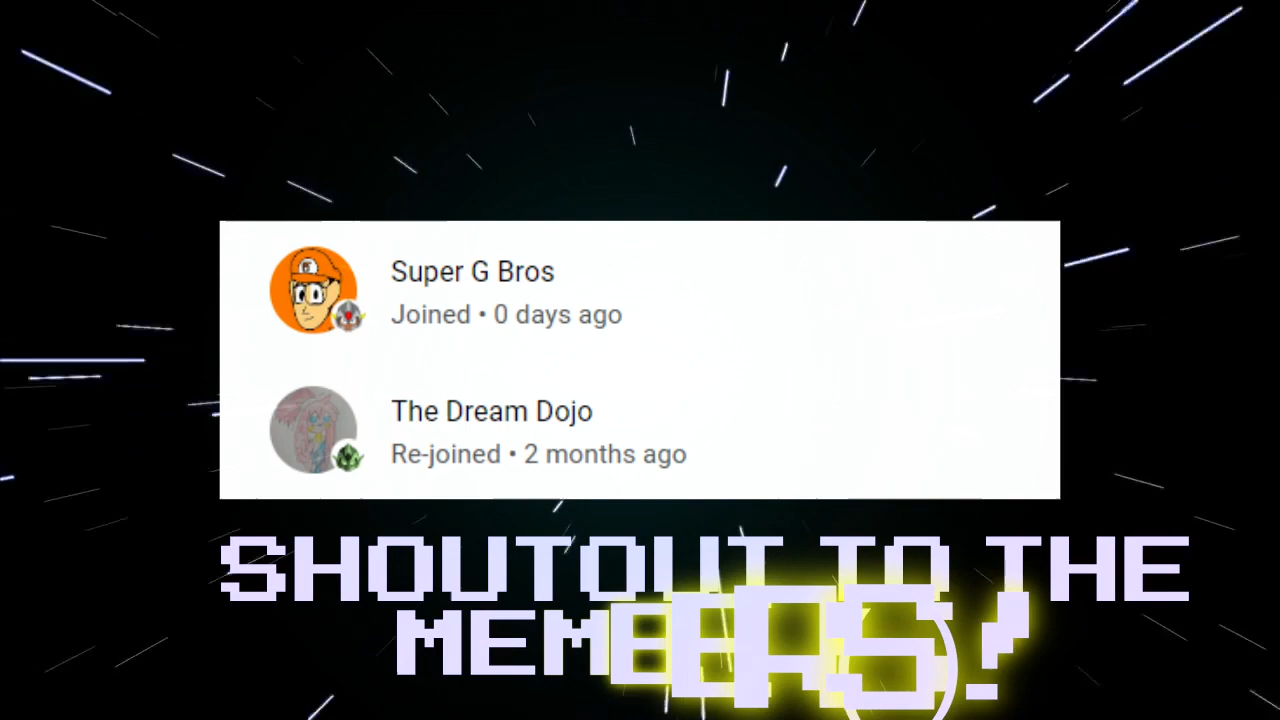 Super G Bros
Joined • 0 days ago
The Dream Dojo
Re-joined • 2 months ago
SHOUTOUT TO THE
MEMBERS!